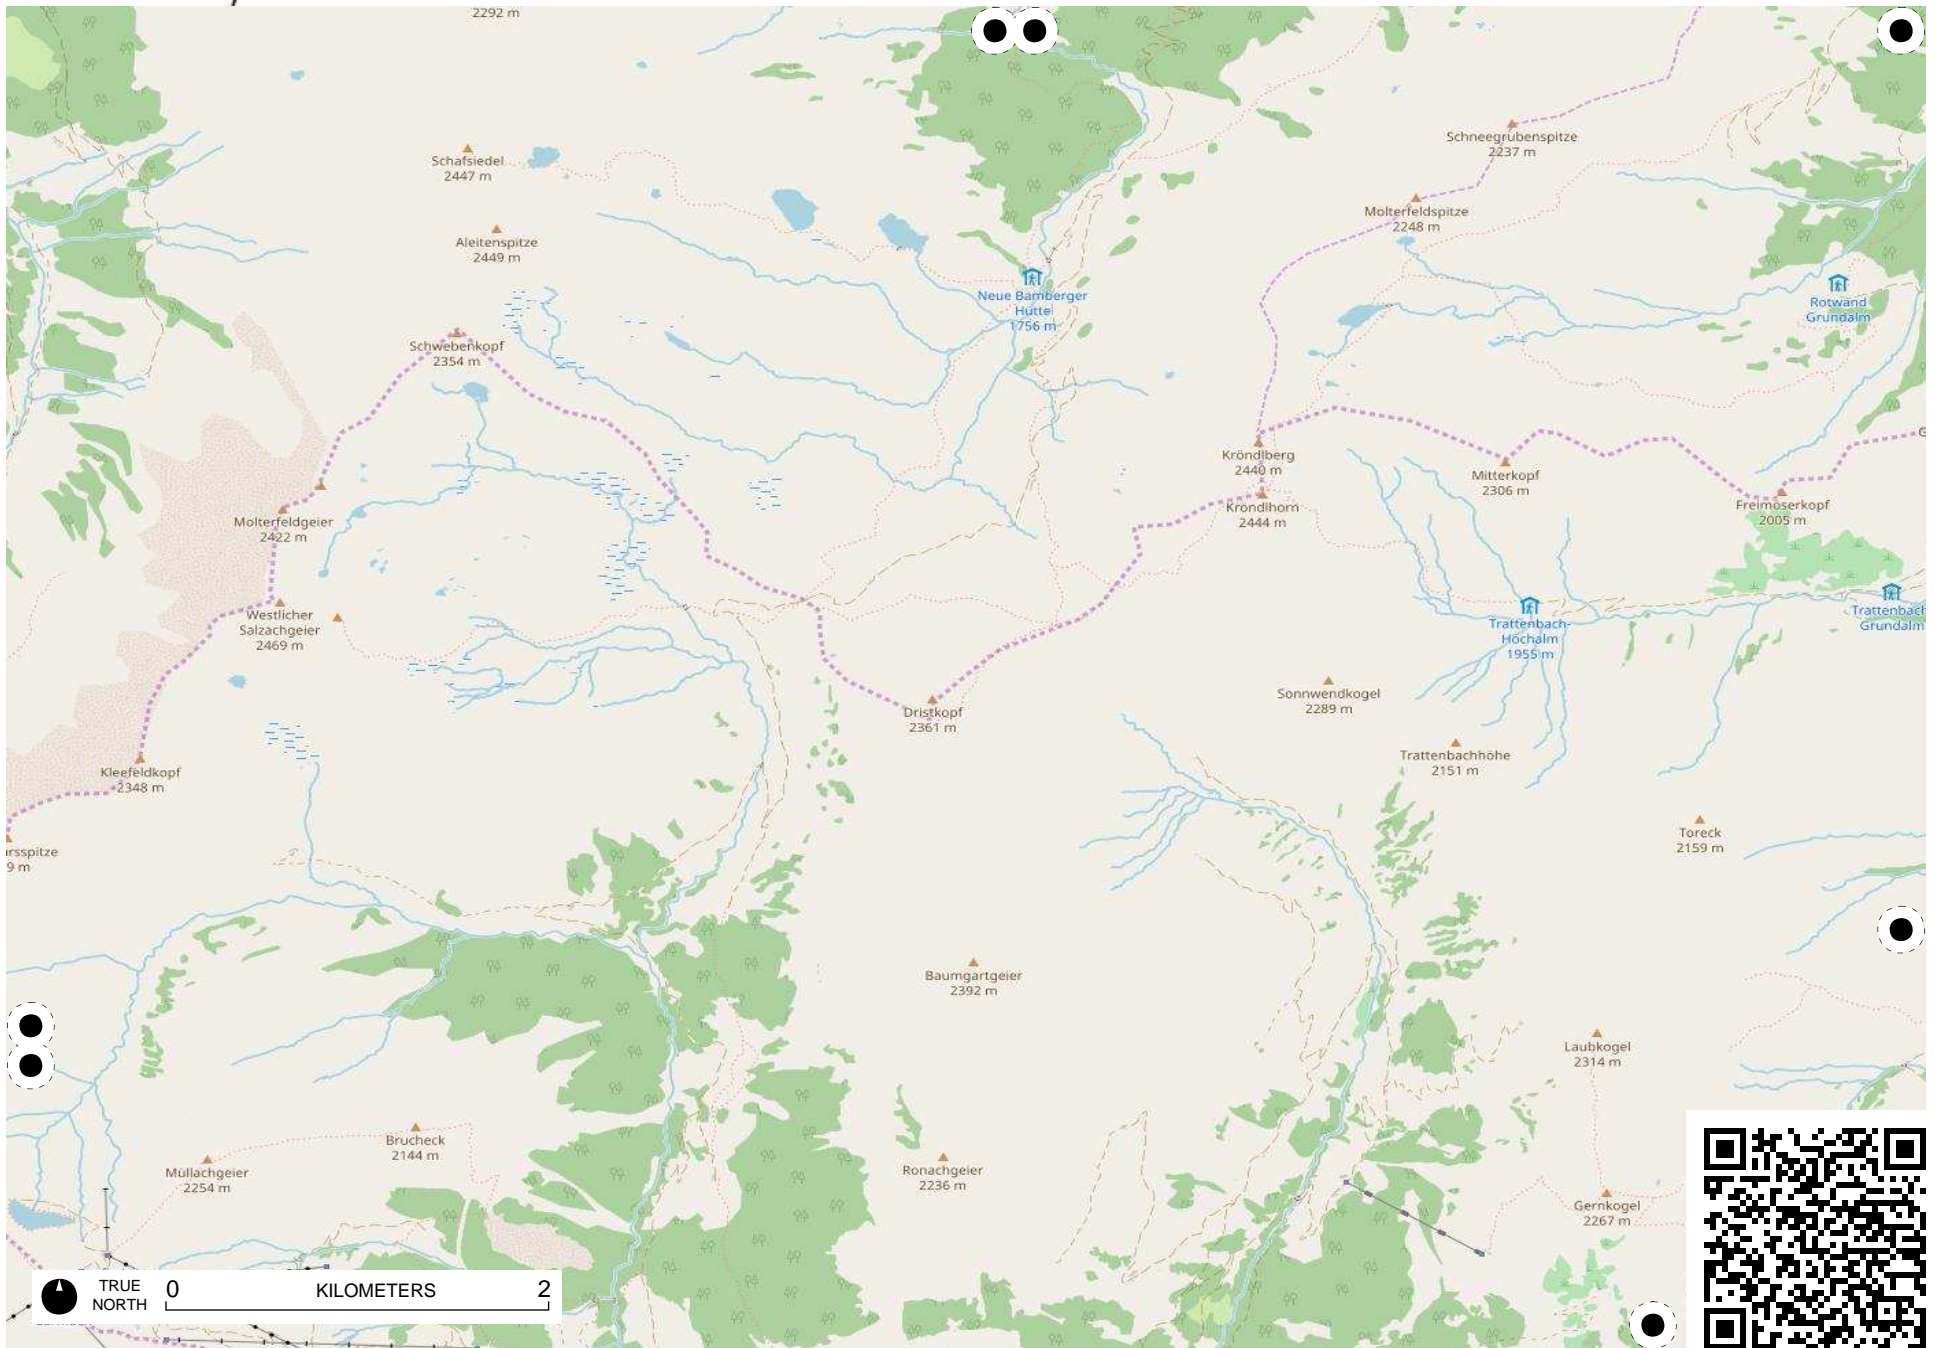 2292 m
Schneegrubenspitze
2237 m
Schafsiedel
2447 m
Molterfeldspitze
2248 m
Aleitenspitze
2449 m
Neue Bamberger
Hütte
1756 m
Rotwand
Grundalm
Schwebenkopf
2354 m
G
Kröndlberg
2440 m
Mitterkopf
2306 m
Kröndlhorn
2444 m
Freimöserkopf
2005 m
Molterfeldgeier
2422 m
Westlicher
Salzachgeier
2469 m
Trattenbach-
Hochalm
1955 m
Trattenbach
Grundalm
Sonnwendkogel
2289 m
Dristkopf
2361 m
Trattenbachhöhe
2151 m
Kleefeldkopf
2348 m
Toreck
2159 m
arsspitze
9 m
Baumgartgeier
2392 m
Laubkogel
2314 m
Brucheck
2144 m
Müllachgeier
2254 m
Ronachgeier
2236 m
Gernkogel
2267 m
TRUE
NORTH
0 KILOMETERS 2